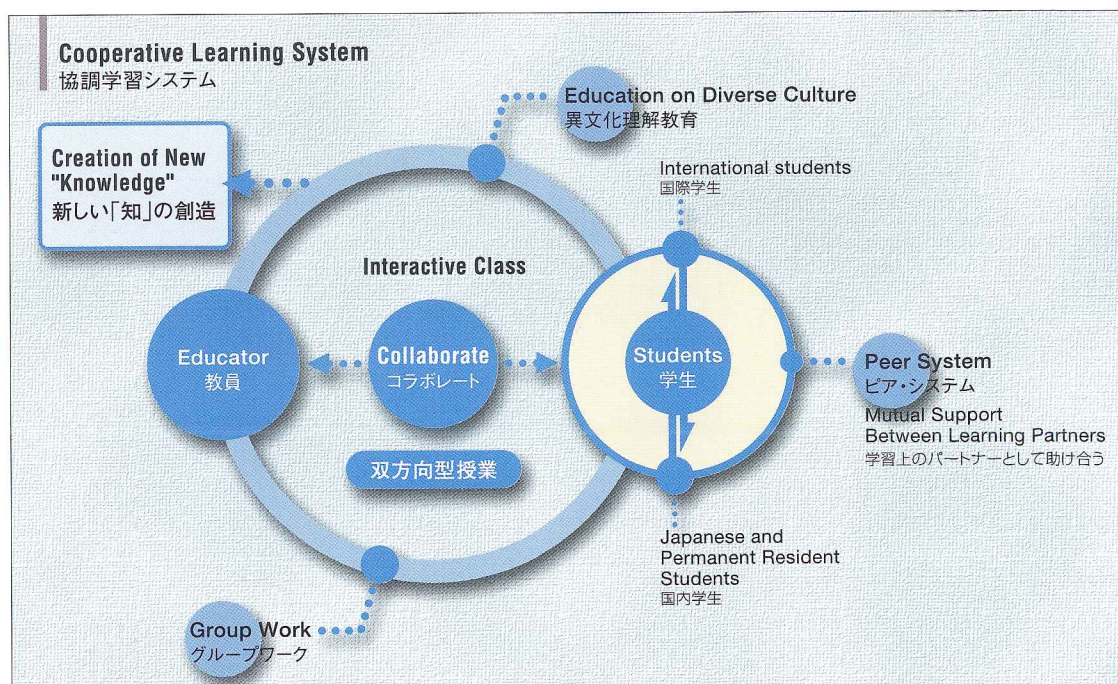 Cooperative Learning System
協調学習システム
Education on Diverse Culture
異文化理解教育
Creation of New
"Knowledge"
新しい「知」の創造
International students
国際学生
Interactive Class
Educator
教員
Collaborate
コラボレート
Students
学生
Peer System
ピア・システム
Mutual Support
Between Learning Partners
学習上のパートナーとして助け合う
双方向型授業
Japanese and
Permanent Resident
Students
国内学生
Group Work
グループワーク